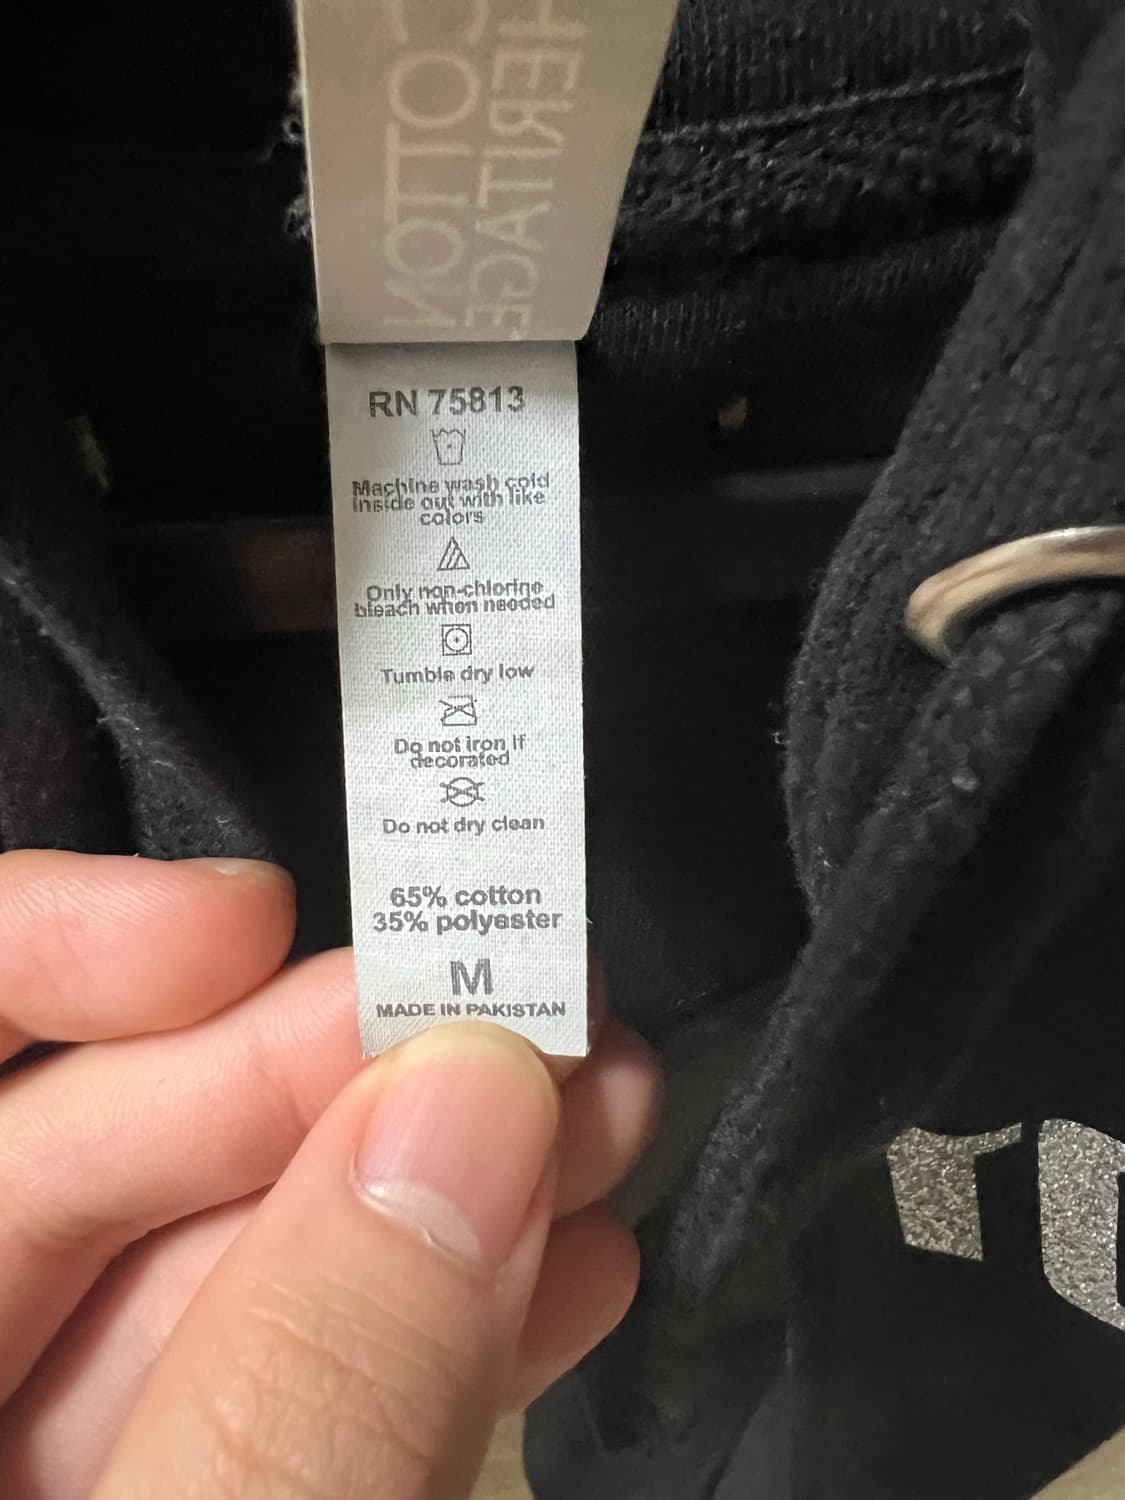 HERITAGE
COTTON
RN 75813
Machine wash cold
inside out with like
colors
Only non-chlorine
bleach when needed
Tumble dry low
Do not iron if
decorated
Do not dry clean
65% cotton
35% polyester
M
MADE IN PAKISTAN